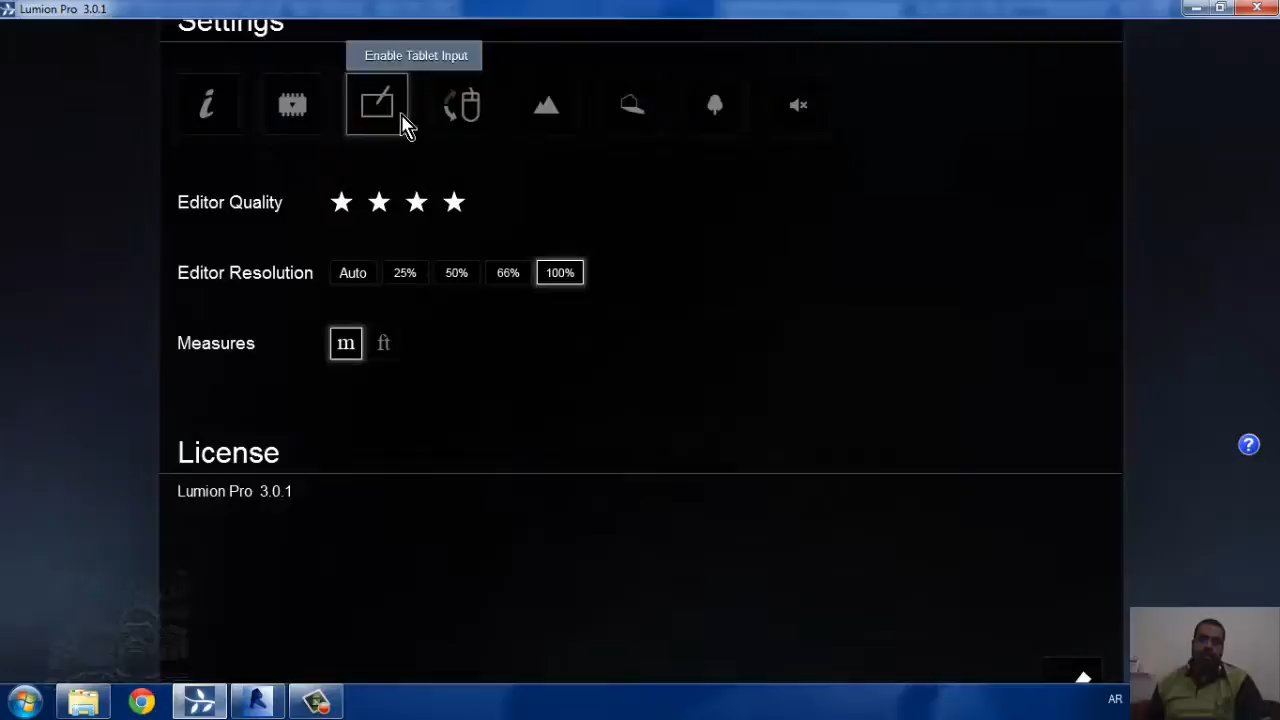 Lumion Pro 3.0.1
Settings
Enable Tablet Input
i
Editor Quality
Editor Resolution Auto 25% 50% 66% 100%
Measures m ft
License
Lumion Pro 3.0.1
?
AR